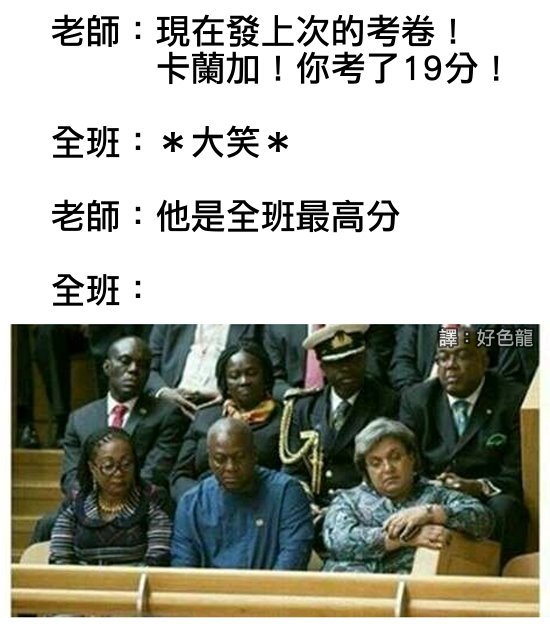 老師：現在發上次的考卷！
卡蘭加！你考了19分！
全班：＊大笑＊
老師：他是全班最高分
全班：
譯：好色龍